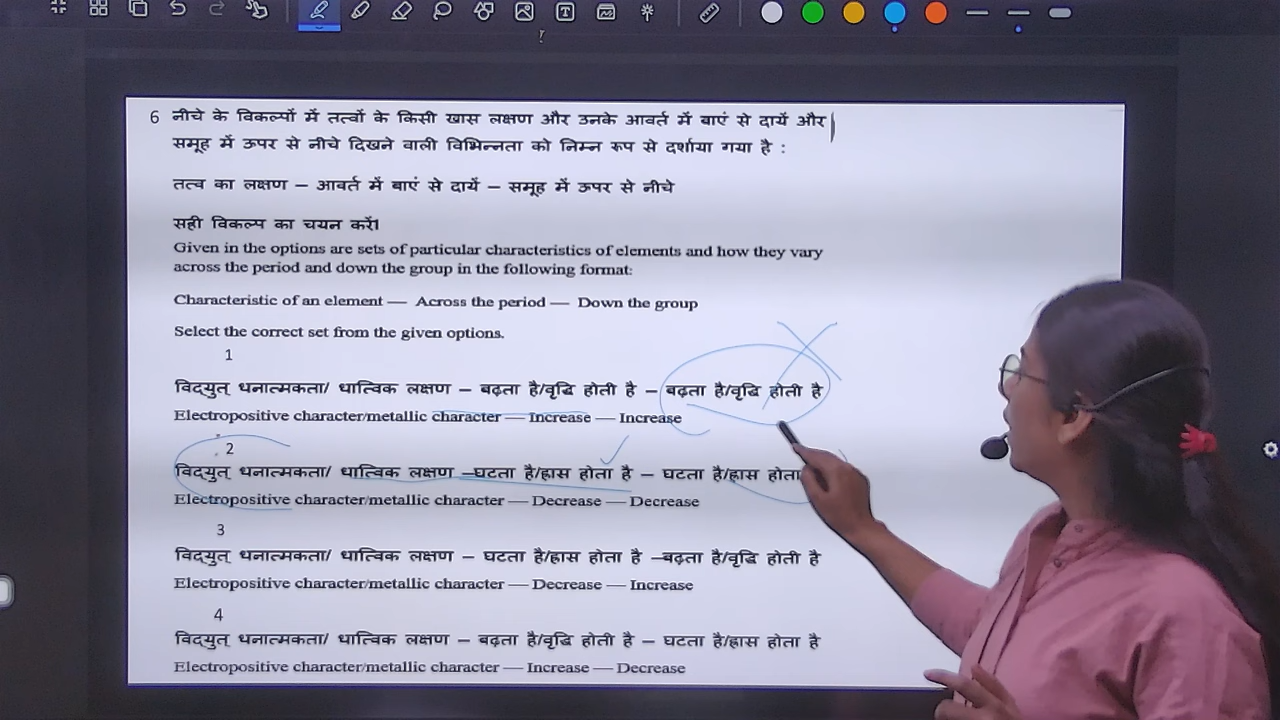 6 नीचे के विकल्पों में तत्वों के किसी खास लक्षण और उनके आवर्त में बाएं से दायें और
समूह में ऊपर से नीचे दिखने वाली विभिन्नता को निम्न रूप से दर्शाया गया है :
तत्व का लक्षण – आवर्त में बाएं से दायें – समूह में ऊपर से नीचे
सही विकल्प का चयन करें।
Given in the options are sets of particular characteristics of elements and how they vary
across the period and down the group in the following format:
Characteristic of an element — Across the period — Down the group
Select the correct set from the given options.
1
विद्युत् धनात्मकता/ धात्विक लक्षण – बढ़ता है/वृद्धि होती है – बढ़ता है/वृद्धि होती है
Electropositive character/metallic character — Increase — Increase
2
विद्युत् धनात्मकता/ धात्विक लक्षण –घटता है/ह्रास होता है – घटता है/ह्रास होता
Electropositive character/metallic character — Decrease — Decrease
3
विद्युत् धनात्मकता/ धात्विक लक्षण – घटता है/ह्रास होता है –बढ़ता है/वृद्धि होती है
Electropositive character/metallic character — Decrease — Increase
4
विद्युत् धनात्मकता/ धात्विक लक्षण – बढ़ता है/वृद्धि होती है – घटता है/ह्रास होता है
Electropositive character/metallic character — Increase — Decrease